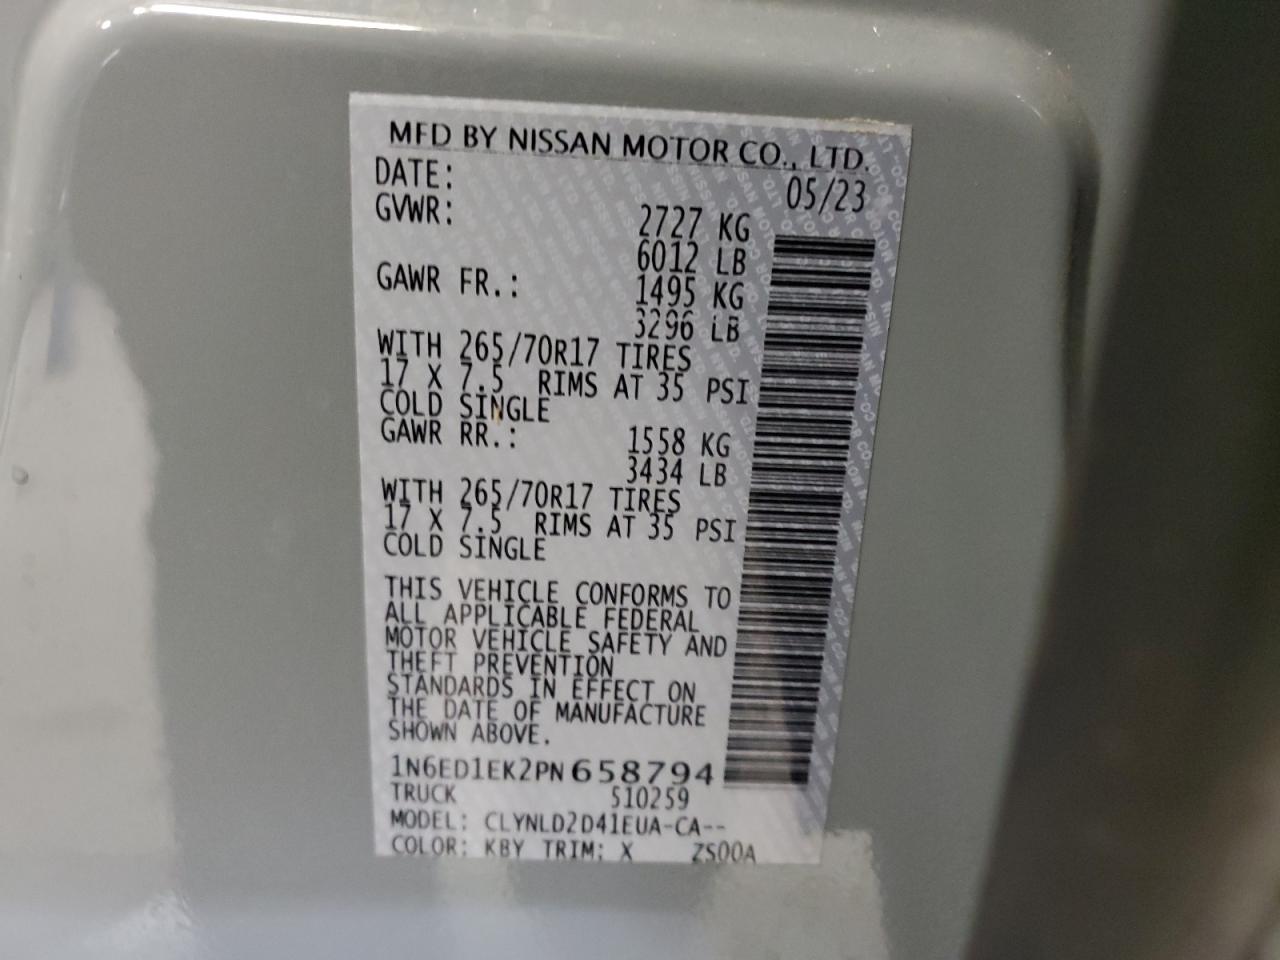 MFD BY NISSAN MOTOR CO., LTD.
DATE: 05/23
GVWR: 2727 KG
6012 LB
GAWR FR.: 1495 KG
3296 LB
WITH 265/70R17 TIRES
17 X 7.5 RIMS AT 35 PSI
COLD SINGLE
GAWR RR.: 1558 KG
3434 LB
WITH 265/70R17 TIRES
17 X 7.5 RIMS AT 35 PSI
COLD SINGLE
THIS VEHICLE CONFORMS TO
ALL APPLICABLE FEDERAL
MOTOR VEHICLE SAFETY AND
THEFT PREVENTION
STANDARDS IN EFFECT ON
THE DATE OF MANUFACTURE
SHOWN ABOVE.
1N6ED1EK2PN658794
TRUCK 510259
MODEL: CLYNLD2D41EUA-CA--
COLOR: KBY TRIM: X ZS00A